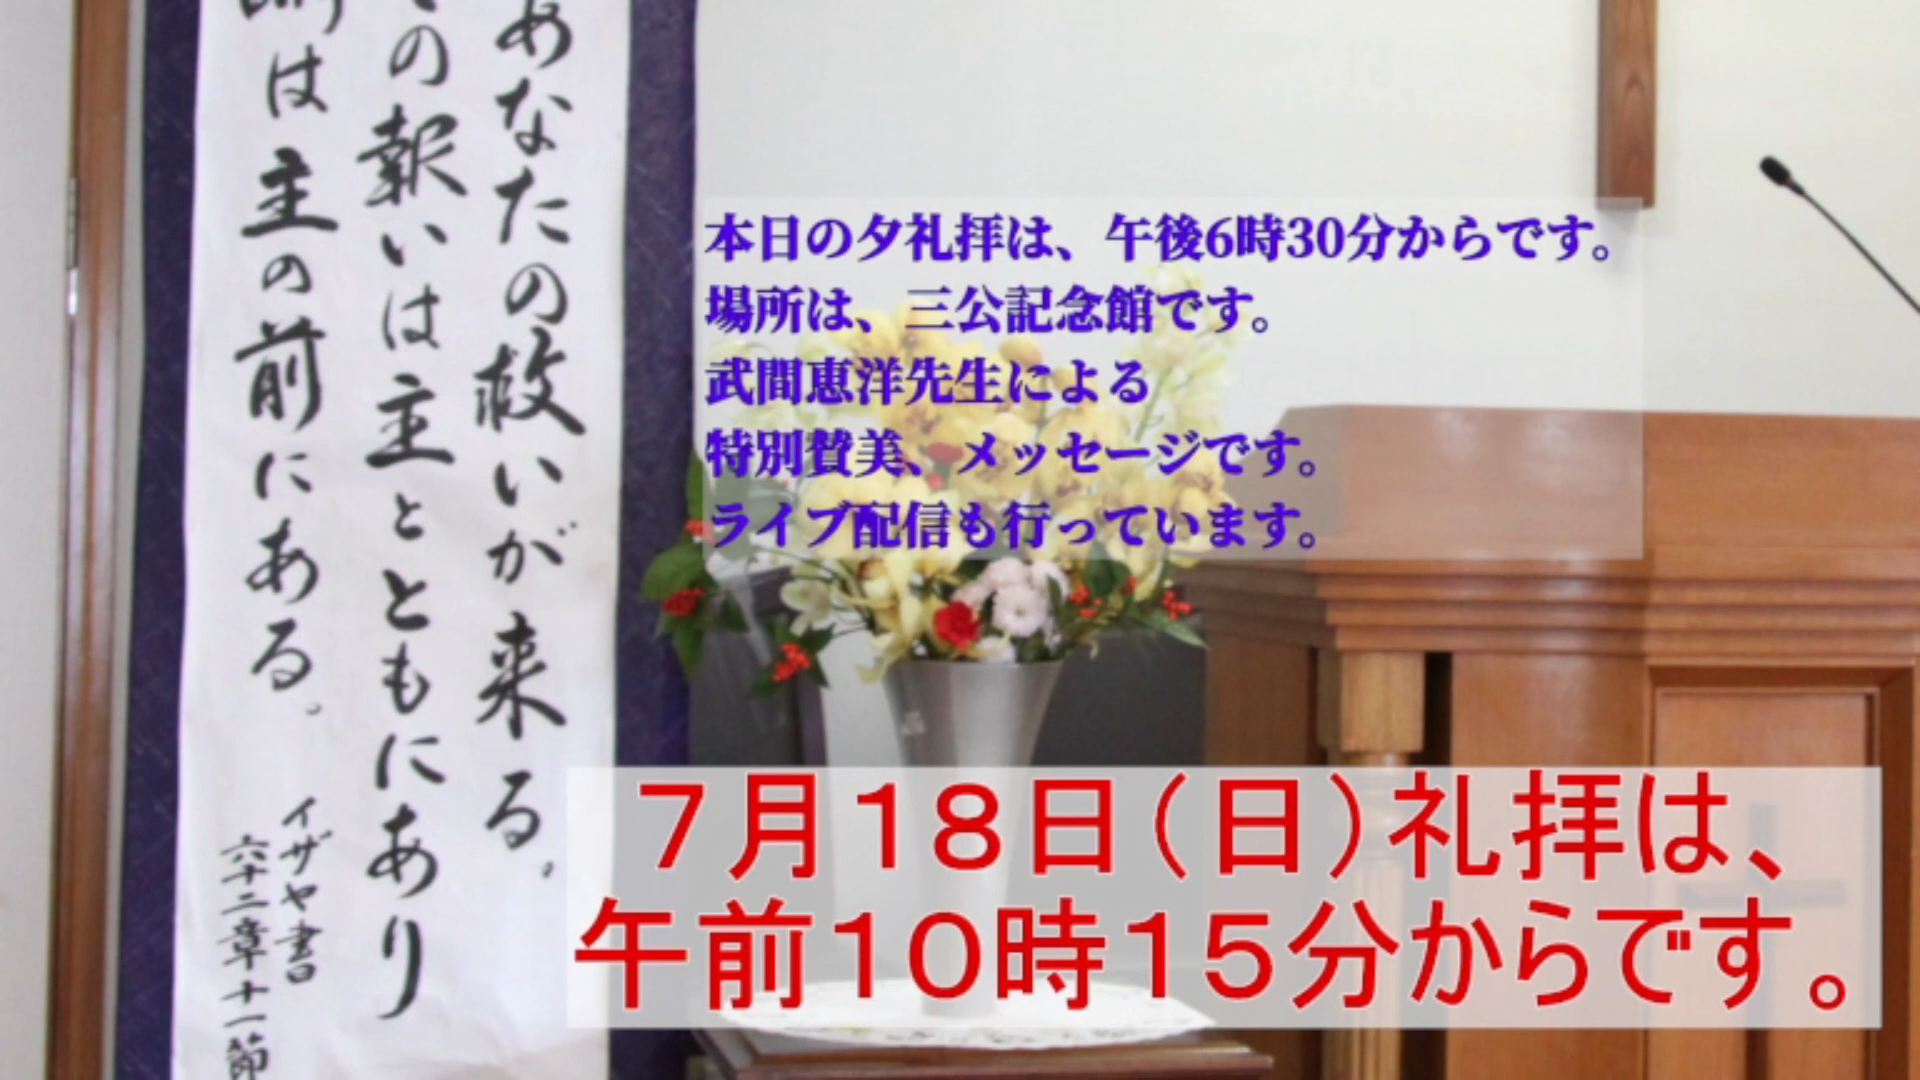 あなたの救いが来る。
の報いは主とともにあり
は主の前にある。
イザヤ書
六十二章十一節
本日の夕礼拝は、午後6時30分からです。
場所は、三公記念館です。
武間恵洋先生による
特別賛美、メッセージです。
ライブ配信も行っています。
7月18日(日)礼拝は、
午前10時15分からです。